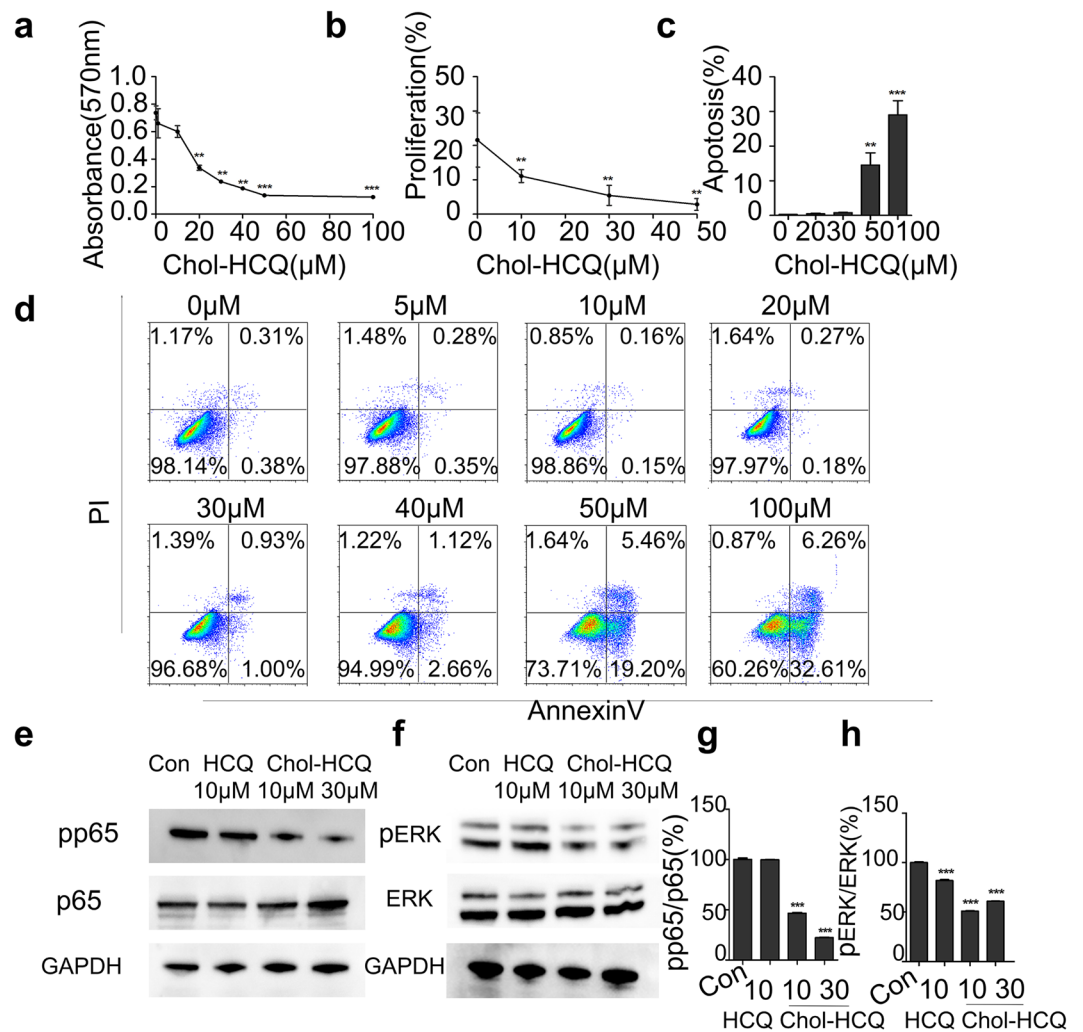 a
Absorbance(570nm)
1.0
0.8
0.6
0.4
0.2
0.0
0 20 40 60 80 100
** ** ** *** ***
Chol-HCQ(μM)
b
Proliferation(%)
50
30
20
10
0
0 10 20 30 40 50
** ** **
Chol-HCQ(μM)
c
Apotosis(%)
40
30
20
10
0
0 20 30 50 100
** ***
Chol-HCQ(μM)
d
0μM 5μM 10μM 20μM
1.17% 0.31% 1.48% 0.28% 0.85% 0.16% 1.64% 0.27%
98.14% 0.38% 97.88% 0.35% 98.86% 0.15% 97.97% 0.18%
30μM 40μM 50μM 100μM
1.39% 0.93% 1.22% 1.12% 1.64% 5.46% 0.87% 6.26%
96.68% 1.00% 94.99% 2.66% 73.71% 19.20% 60.26% 32.61%
PI
AnnexinV
e
Con HCQ Chol-HCQ
10μM 10μM 30μM
pp65
p65
GAPDH
f
Con HCQ Chol-HCQ
10μM 10μM 30μM
pERK
ERK
GAPDH
g
pp65/p65(%)
150
100
50
0
*** ***
Con 10 10 30
HCQ Chol-HCQ
h
pERK/ERK(%)
150
100
50
0
*** *** ***
Con 10 10 30
HCQ Chol-HCQ